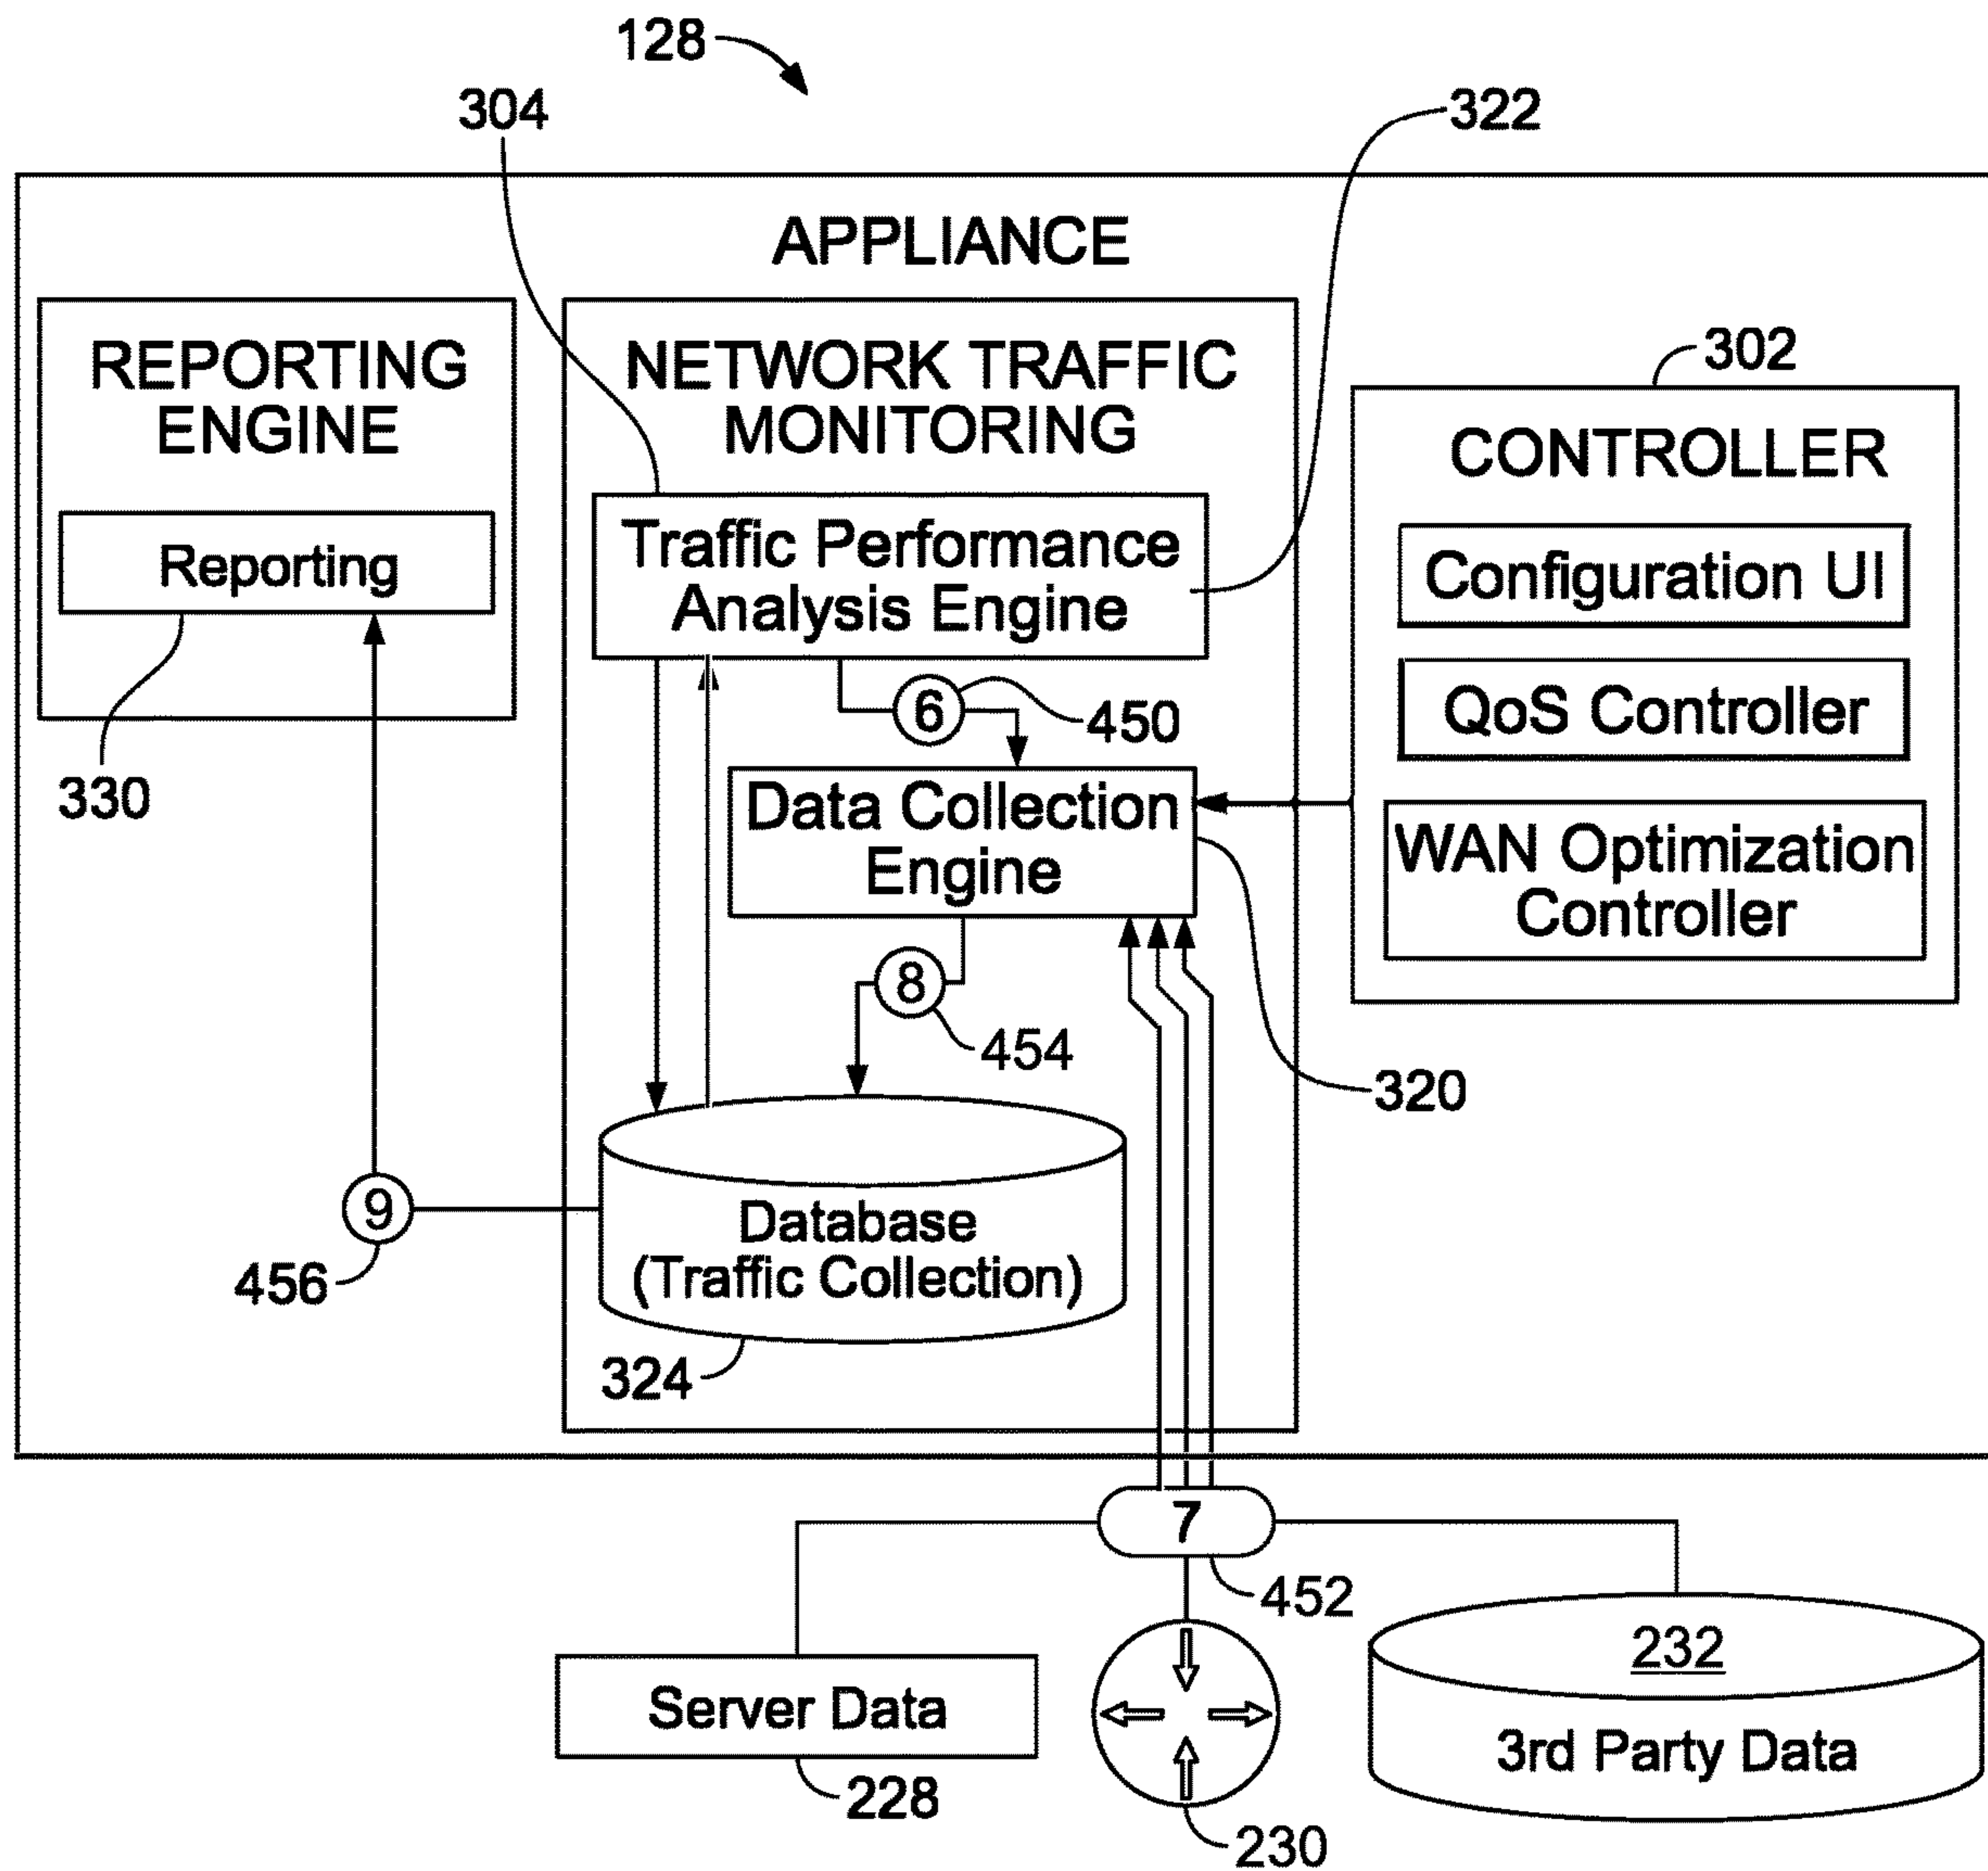 128
304
322
APPLIANCE
REPORTING
ENGINE
Reporting
330
NETWORK TRAFFIC
MONITORING
Traffic Performance
Analysis Engine
6
450
Data Collection
Engine
8
454
320
302
CONTROLLER
Configuration UI
QoS Controller
WAN Optimization
Controller
9
456
Database
(Traffic Collection)
324
7
452
Server Data
228
230
232
3rd Party Data